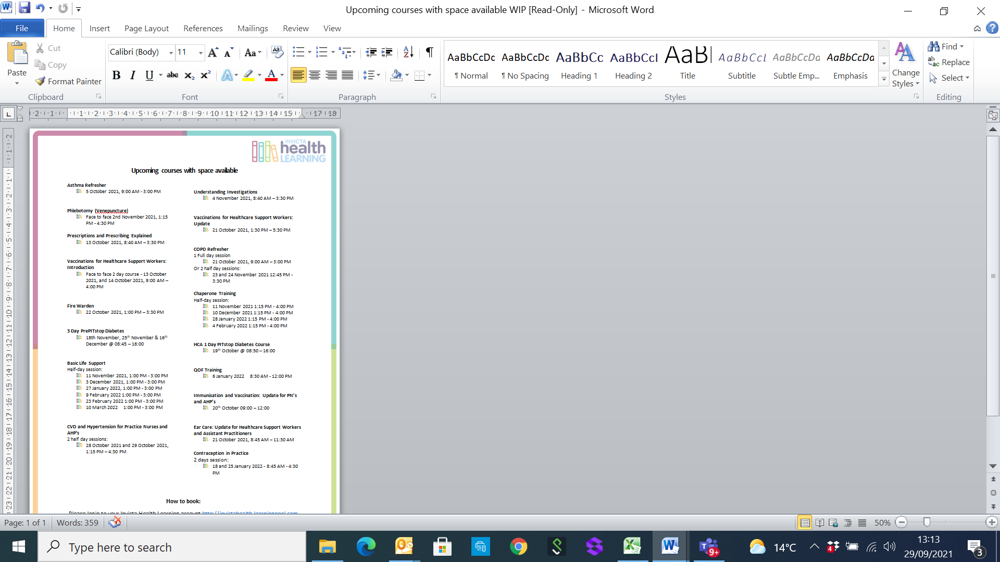 Upcoming courses with space available WIP [Read-Only] - Microsoft Word
File
Home
Insert
Page Layout
References
Mailings
Review
View
Paste
Cut
Copy
Format Painter
Clipboard
Calibri (Body)
11
Font
Paragraph
AaBbCcDc
¶ Normal
AaBbCcDc
¶ No Spacing
AaBbCc
Heading 1
AaBbCcI
Heading 2
AaBI
Title
AaBbCcI
Subtitle
AaBbCcDa
Subtle Emp...
AaBbCcDa
Emphasis
Change Styles
Styles
Find
Replace
Select
Editing
INVICTA
health
LEARNING
Upcoming courses with space available
Asthma Refresher
5 October 2021, 9:00 AM - 3:00 PM
Phlebotomy (Venepuncture)
Face to face 2nd November 2021, 1:15
PM - 4:30 PM
Prescriptions and Prescribing Explained
13 October 2021, 8:40 AM – 3:30 PM
Vaccinations for Healthcare Support Workers:
Introduction
Face to face 2 day course - 13 October
2021, and 14 October 2021, 9:00 AM –
4:00 PM
Fire Warden
22 October 2021, 1:00 PM – 3:30 PM
3 Day PrePITstop Diabetes
18th November, 25th November & 16th
December @ 08:45 – 16:00
Basic Life Support
Half-day session:
11 November 2021, 1:00 PM - 3:00 PM
3 December 2021, 1:00 PM - 3:00 PM
27 January 2022, 1:00 PM - 3:00 PM
9 February 2022 1:00 PM - 3:00 PM
23 February 2022 1:00 PM - 3:00 PM
10 March 2022 1:00 PM - 3:00 PM
CVD and Hypertension for Practice Nurses and
AHP's
2 half day sessions:
28 October 2021 and 29 October 2021,
1:15 PM – 4:30 PM
Understanding Investigations
4 November 2021, 8:40 AM – 3:30 PM
Vaccinations for Healthcare Support Workers:
Update
21 October 2021, 1:30 PM – 5:30 PM
COPD Refresher
1 Full day session
21 October 2021, 9:00 AM – 3:00 PM
Or 2 half day sessions:
23 and 24 November 2021 12:45 PM -
3:30 PM
Chaperone Training
Half-day session:
11 November 2021 1:15 PM - 4:00 PM
10 December 2021 1:15 PM - 4:00 PM
28 January 2022 1:15 PM - 4:00 PM
4 February 2022 1:15 PM - 4:00 PM
HCA 1 Day PITstop Diabetes Course
19th October @ 08:50 – 16:00
QOF Training
6 January 2022 8:30 AM - 12:00 PM
Immunisation and Vaccination: Update for PN's
and AHP's
20th October 09:00 – 12:00
Ear Care: Update for Healthcare Support Workers
and Assistant Practitioners
21 October 2021, 8:45 AM – 11:30 AM
Contraception in Practice
2 days session:
18 and 25 January 2022 - 8:45 AM - 4:30
PM
How to book:
Please login to your Invicta Health Learning account http://invictahealth.learningpool.com
Page: 1 of 1
Words: 359
50%
Type here to search
9+
14°C
4
13:13
29/09/2021
3